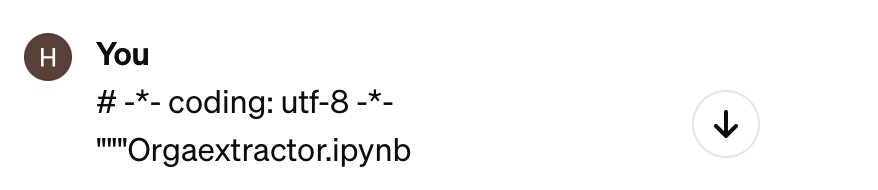 H
You
# -*- coding: utf-8 -*-
"""Orgaextractor.ipynb